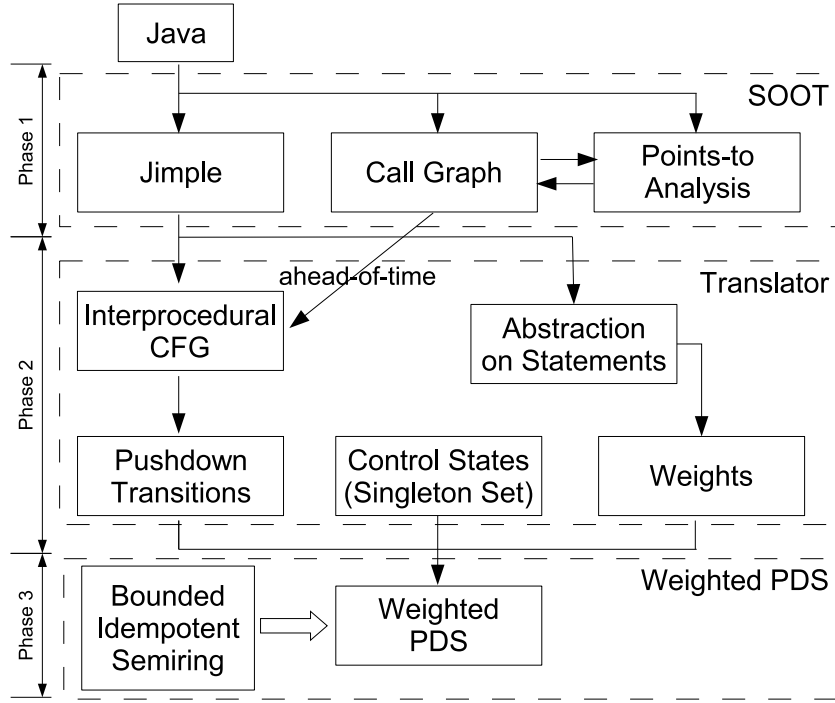 Java
SOOT
Phase 1
Jimple
Call Graph
Points-to
Analysis
ahead-of-time
Translator
Phase 2
Interprocedural
CFG
Abstraction
on Statements
Pushdown
Transitions
Control States
(Singleton Set)
Weights
Weighted PDS
Phase 3
Bounded
Idempotent
Semiring
Weighted
PDS